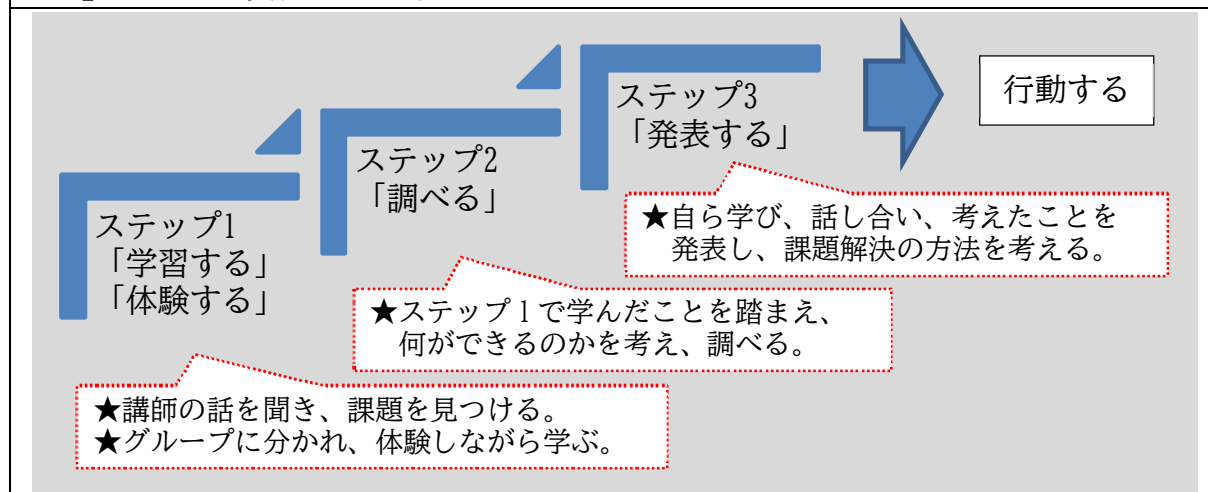 ステップ1
「学習する」
「体験する」
★講師の話を聞き、課題を見つける。
★グループに分かれ、体験しながら学ぶ。
ステップ2
「調べる」
★ステップ１で学んだことを踏まえ、
何ができるのかを考え、調べる。
ステップ3
「発表する」
★自ら学び、話し合い、考えたことを
発表し、課題解決の方法を考える。
行動する